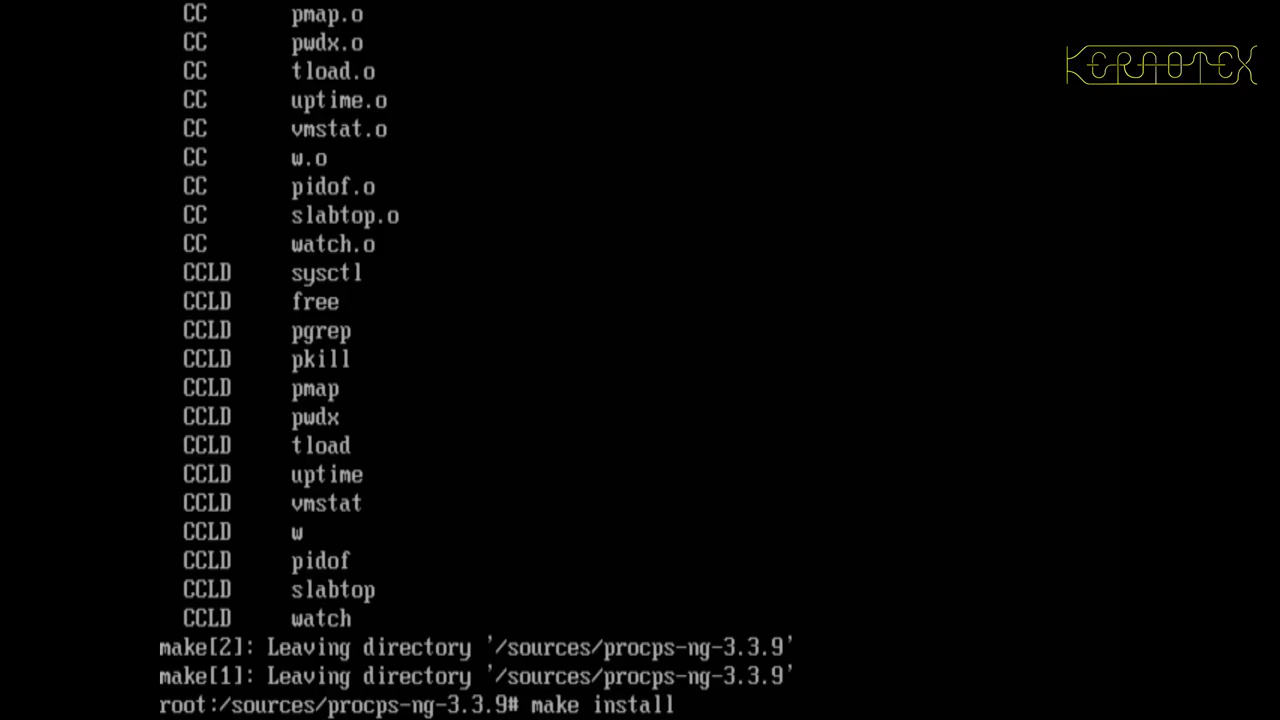 CC pmap.o
CC pwdx.o
CC tload.o
CC uptime.o
CC vmstat.o
CC w.o
CC pidof.o
CC slabtop.o
CC watch.o
CCLD sysctl
CCLD free
CCLD pgrep
CCLD pkill
CCLD pmap
CCLD pwdx
CCLD tload
CCLD uptime
CCLD vmstat
CCLD w
CCLD pidof
CCLD slabtop
CCLD watch
make[2]: Leaving directory '/sources/procps-ng-3.3.9'
make[1]: Leaving directory '/sources/procps-ng-3.3.9'
root:/sources/procps-ng-3.3.9# make install